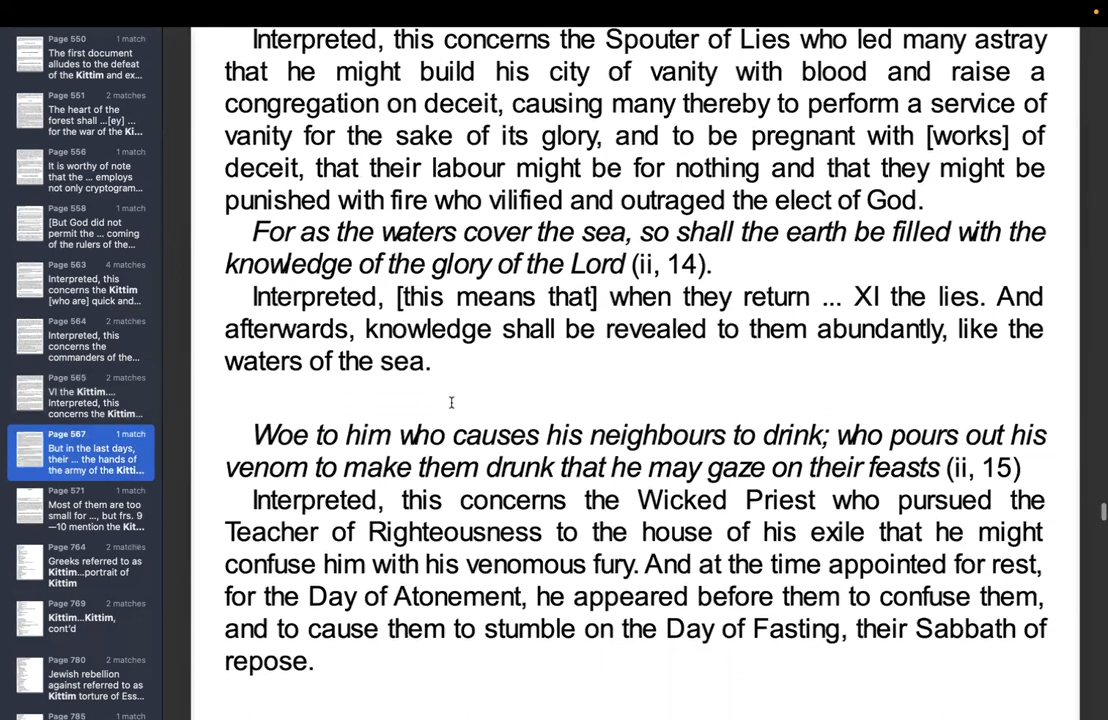 Page 550 1 match
The first document
alludes to the defeat
of the Kittim and ex...
Page 551 2 matches
The heart of the
forest shall ...[ey] ...
for the war of the Ki...
Page 556 1 match
It is worthy of note
that the ... employs
not only cryptogram...
Page 558 1 match
[But God did not
permit the ... coming
of the rulers of the...
Page 563 4 matches
Interpreted, this
concerns the Kittim
[who are] quick and...
Page 564 2 matches
Interpreted, this
concerns the
commanders of the...
Page 565 2 matches
VI the Kittim....
Interpreted, this
concerns the Kittim...
Page 567 1 match
But in the last days,
their ... the hands of
the army of the Kitti...
Page 571 1 match
Most of them are too
small for ..., but frs. 9
—10 mention the Kit...
Page 764 2 matches
Greeks referred to as
Kittim...portrait of
Kittim
Page 769 2 matches
Kittim...Kittim,
cont'd
Page 780 2 matches
Jewish rebellion
against referred to as
Kittim torture of Ess...
Page 785 1 match
Interpreted, this concerns the Spouter of Lies who led many astray
that he might build his city of vanity with blood and raise a
congregation on deceit, causing many thereby to perform a service of
vanity for the sake of its glory, and to be pregnant with [works] of
deceit, that their labour might be for nothing and that they might be
punished with fire who vilified and outraged the elect of God.
For as the waters cover the sea, so shall the earth be filled with the
knowledge of the glory of the Lord (ii, 14).
Interpreted, [this means that] when they return ... XI the lies. And
afterwards, knowledge shall be revealed to them abundantly, like the
waters of the sea.
Woe to him who causes his neighbours to drink; who pours out his
venom to make them drunk that he may gaze on their feasts (ii, 15)
Interpreted, this concerns the Wicked Priest who pursued the
Teacher of Righteousness to the house of his exile that he might
confuse him with his venomous fury. And at the time appointed for rest,
for the Day of Atonement, he appeared before them to confuse them,
and to cause them to stumble on the Day of Fasting, their Sabbath of
repose.